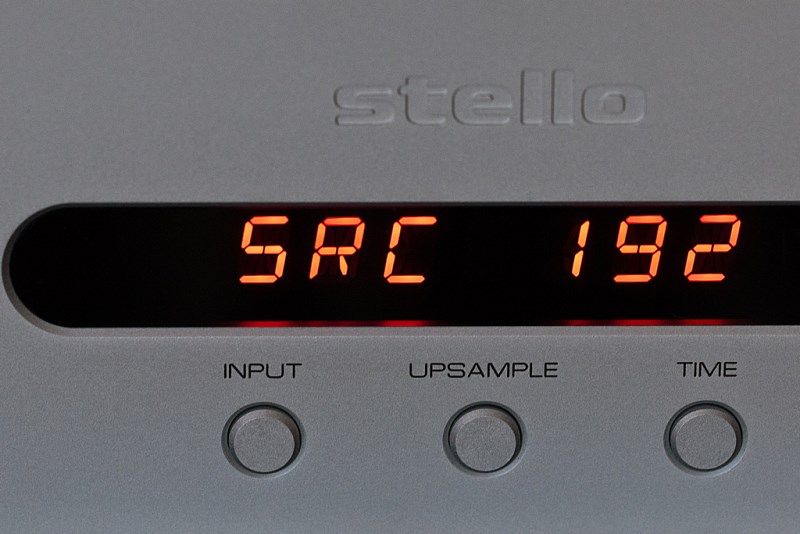 stello
SRC 192
INPUT UPSAMPLE TIME